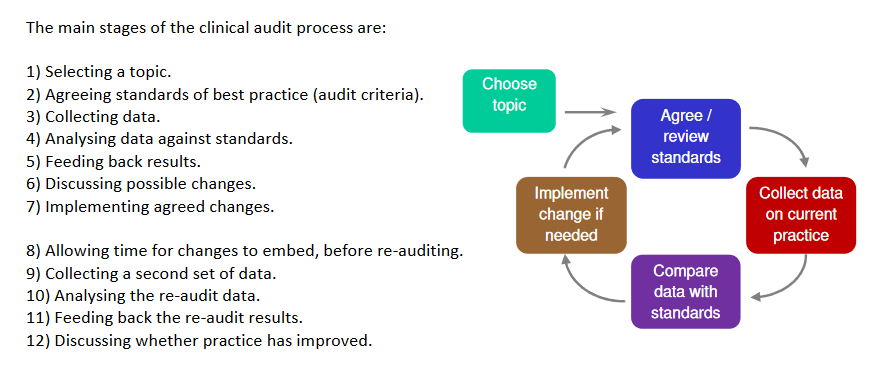 The main stages of the clinical audit process are:
1) Selecting a topic.
2) Agreeing standards of best practice (audit criteria).
3) Collecting data.
4) Analysing data against standards.
5) Feeding back results.
6) Discussing possible changes.
7) Implementing agreed changes.
8) Allowing time for changes to embed, before re-auditing.
9) Collecting a second set of data.
10) Analysing the re-audit data.
11) Feeding back the re-audit results.
12) Discussing whether practice has improved.
Choose
topic
Agree /
review
standards
Collect data
on current
practice
Compare
data with
standards
Implement
change if
needed